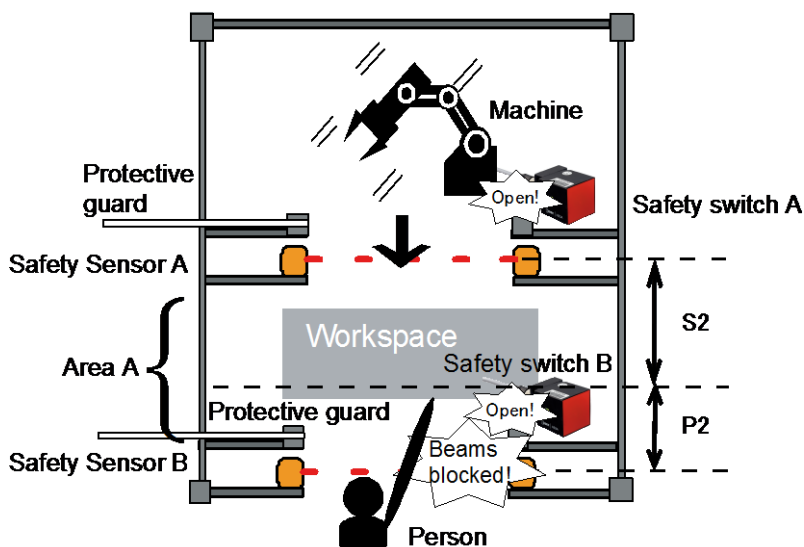 Machine
Protective
guard
Open!
Safety switch A
Safety Sensor A
S2
Workspace
Area A
Safety switch B
Protective guard
Open!
P2
Safety Sensor B
Beams
blocked!
Person